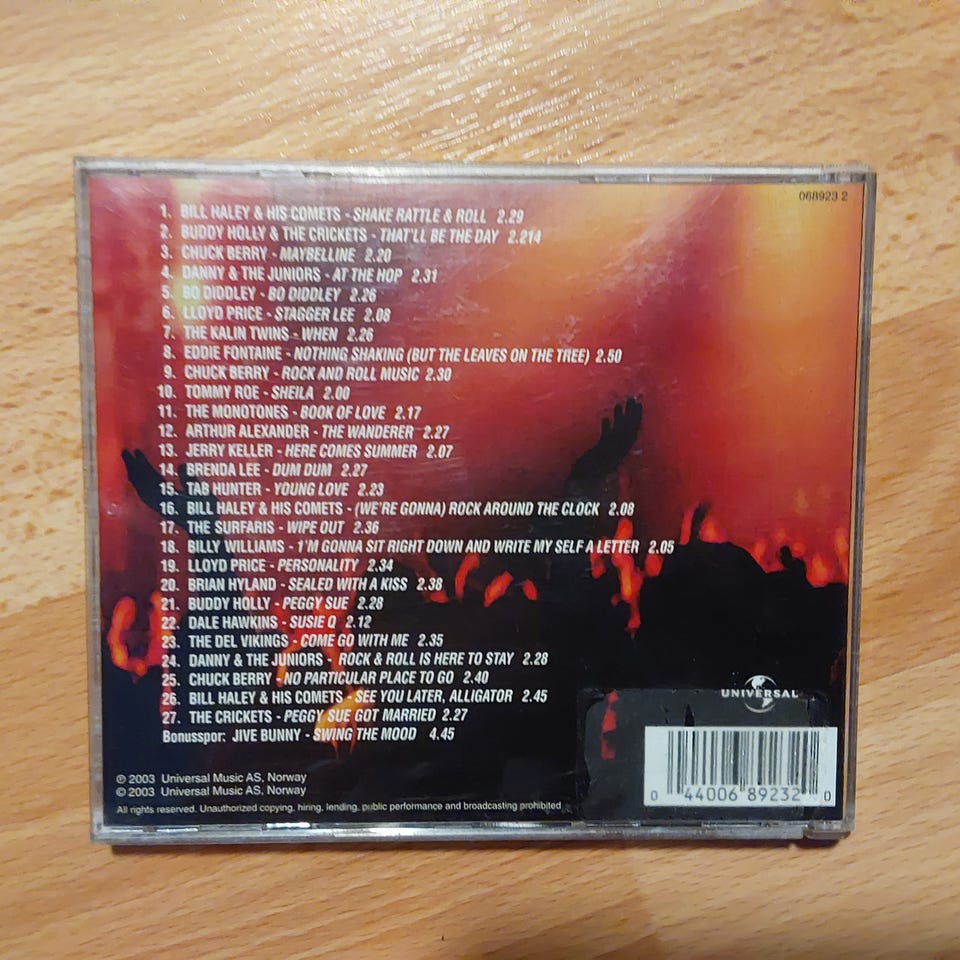 068923 2
1. BILL HALEY & HIS COMETS - SHAKE RATTLE & ROLL 2.29
2. BUDDY HOLLY & THE CRICKETS - THAT'LL BE THE DAY 2.214
3. CHUCK BERRY - MAYBELLINE 2.20
4. DANNY & THE JUNIORS - AT THE HOP 2.31
5. BO DIDDLEY - BO DIDDLEY 2.26
6. LLOYD PRICE - STAGGER LEE 2.08
7. THE KALIN TWINS - WHEN 2.26
8. EDDIE FONTAINE - NOTHING SHAKING (BUT THE LEAVES ON THE TREE) 2.50
9. CHUCK BERRY - ROCK AND ROLL MUSIC 2.30
10. TOMMY ROE - SHEILA 2.00
11. THE MONOTONES - BOOK OF LOVE 2.17
12. ARTHUR ALEXANDER - THE WANDERER 2.27
13. JERRY KELLER - HERE COMES SUMMER 2.07
14. BRENDA LEE - DUM DUM 2.27
15. TAB HUNTER - YOUNG LOVE 2.23
16. BILL HALEY & HIS COMETS - (WE'RE GONNA) ROCK AROUND THE CLOCK 2.08
17. THE SURFARIS - WIPE OUT 2.36
18. BILLY WILLIAMS - 1'M GONNA SIT RIGHT DOWN AND WRITE MY SELF A LETTER 2.05
19. LLOYD PRICE - PERSONALITY 2.34
20. BRIAN HYLAND - SEALED WITH A KISS 2.38
21. BUDDY HOLLY - PEGGY SUE 2.28
22. DALE HAWKINS - SUSIE Q 2.12
23. THE DEL VIKINGS - COME GO WITH ME 2.35
24. DANNY & THE JUNIORS - ROCK & ROLL IS HERE TO STAY 2.28
25. CHUCK BERRY - NO PARTICULAR PLACE TO GO 2.40
26. BILL HALEY & HIS COMETS - SEE YOU LATER, ALLIGATOR 2.45
27. THE CRICKETS - PEGGY SUE GOT MARRIED 2.27
Bonusspor: JIVE BUNNY - SWING THE MOOD 4.45
UNIVERSAL
℗ 2003 Universal Music AS, Norway
© 2003 Universal Music AS, Norway
All rights reserved. Unauthorized copying, hiring, lending, public performance and broadcasting prohibited
0 44006 89232 0